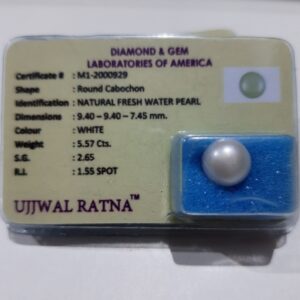 DIAMOND & GEM
LABORATORIES OF AMERICA
Certificate # : M1-2000929
Shape : Round Cabochon
Identification : NATURAL FRESH WATER PEARL
Dimensions : 9.40 - 9.40 - 7.45 mm.
Colour : WHITE
Weight : 5.57 Cts.
S.G. : 2.65
R.I. : 1.55 SPOT
UJJWAL RATNA™